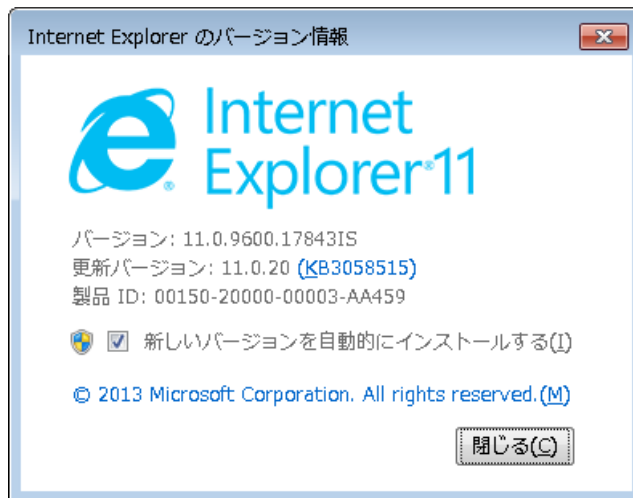 Internet Explorer のバージョン情報
Internet
Explorer®11
バージョン: 11.0.9600.17843IS
更新バージョン: 11.0.20 (KB3058515)
製品 ID: 00150-20000-00003-AA459
新しいバージョンを自動的にインストールする(I)
© 2013 Microsoft Corporation. All rights reserved.(M)
閉じる(C)